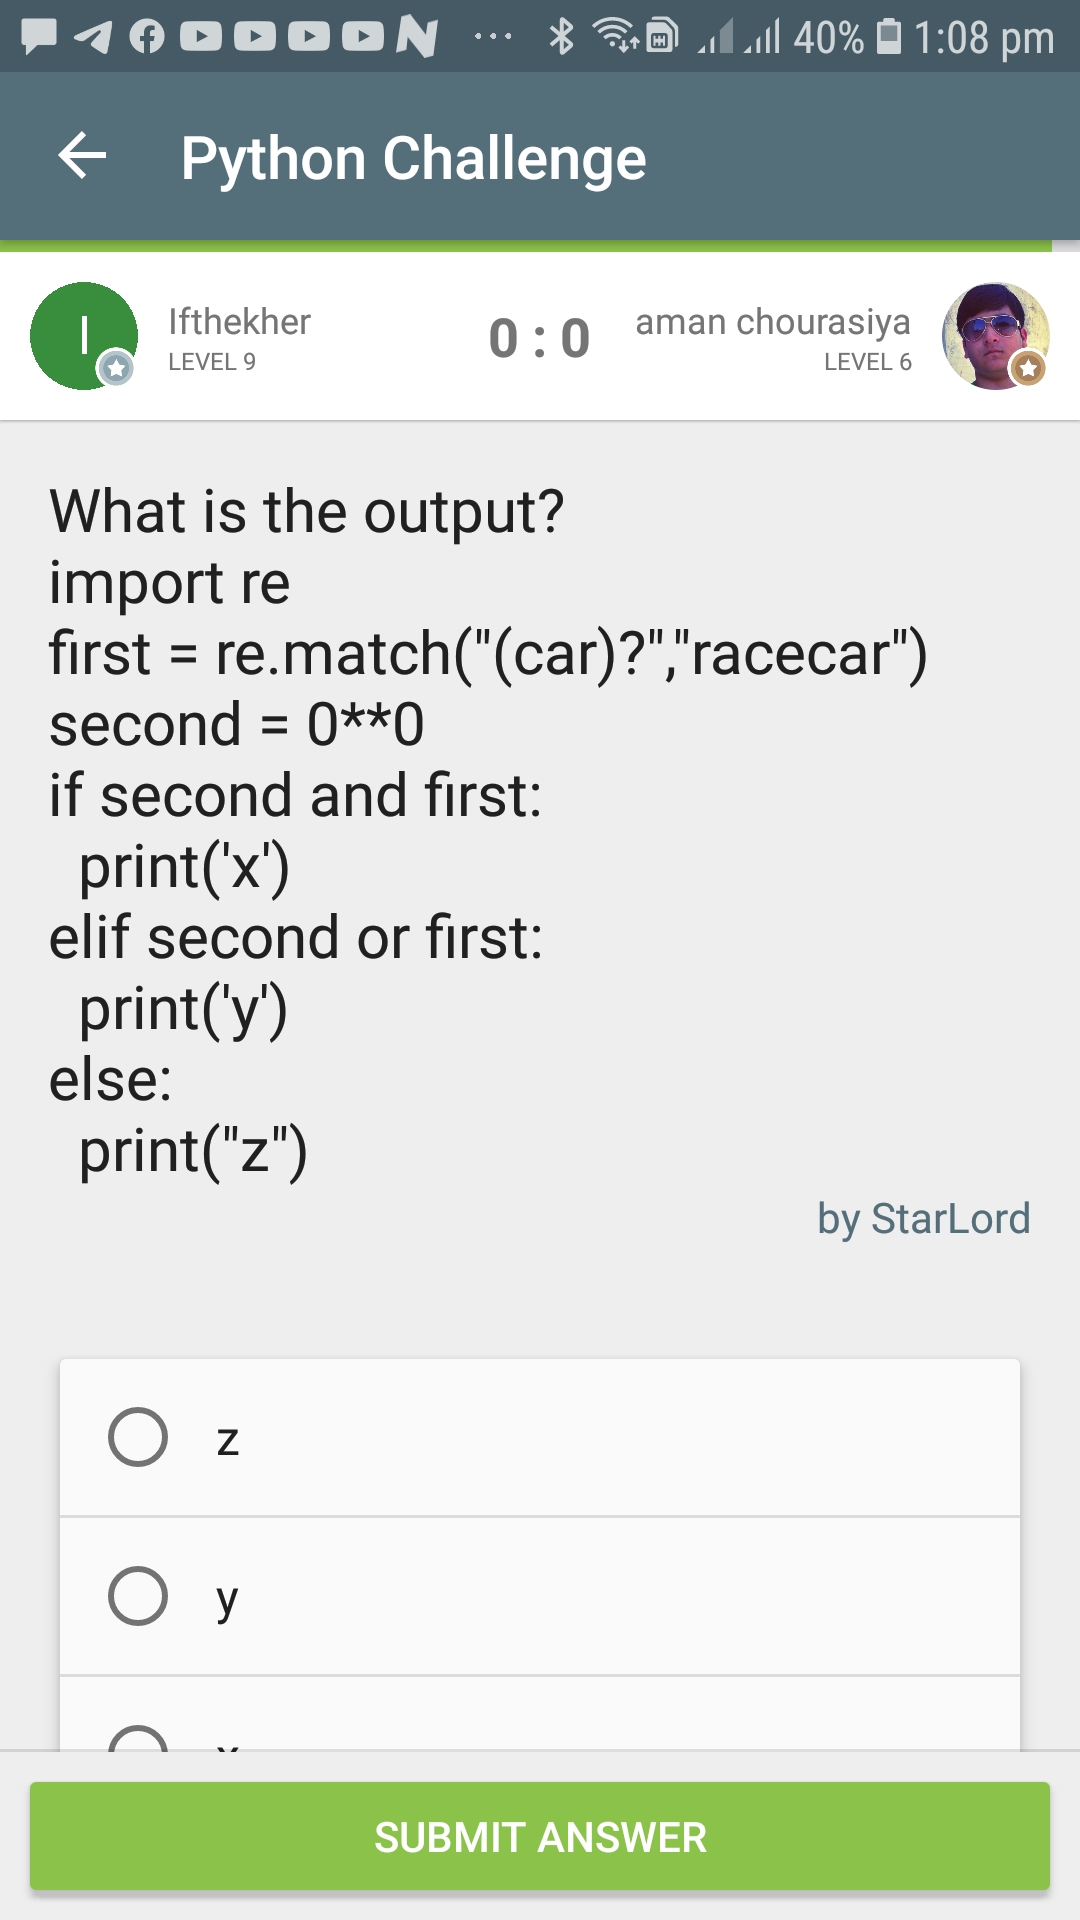 40% 1:08 pm
Python Challenge
I
Ifthekher
LEVEL 9
0 : 0
aman chourasiya
LEVEL 6
What is the output?
import re
first = re.match("(car)?","racecar")
second = 0**0
if second and first:
  print('x')
elif second or first:
  print('y')
else:
  print("z")
by StarLord
z
y
SUBMIT ANSWER